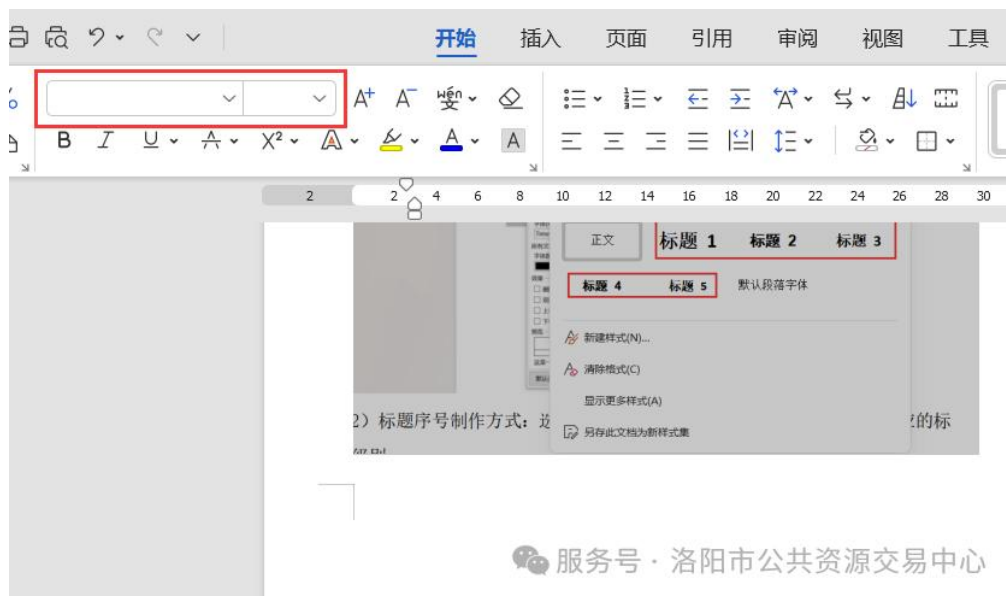 开始 插入 页面 引用 审阅 视图 工具
A+ A- wén 文
B I U A X² A A A
2 2 4 6 8 10 12 14 16 18 20 22 24 26 28 30
正文 标题 1 标题 2 标题 3
标题 4 标题 5 默认段落字体
新建样式(N)...
清除格式(C)
显示更多样式(A)
2）标题序号制作方式：选 的标
另存此文档为新样式集
服务号 · 洛阳市公共资源交易中心